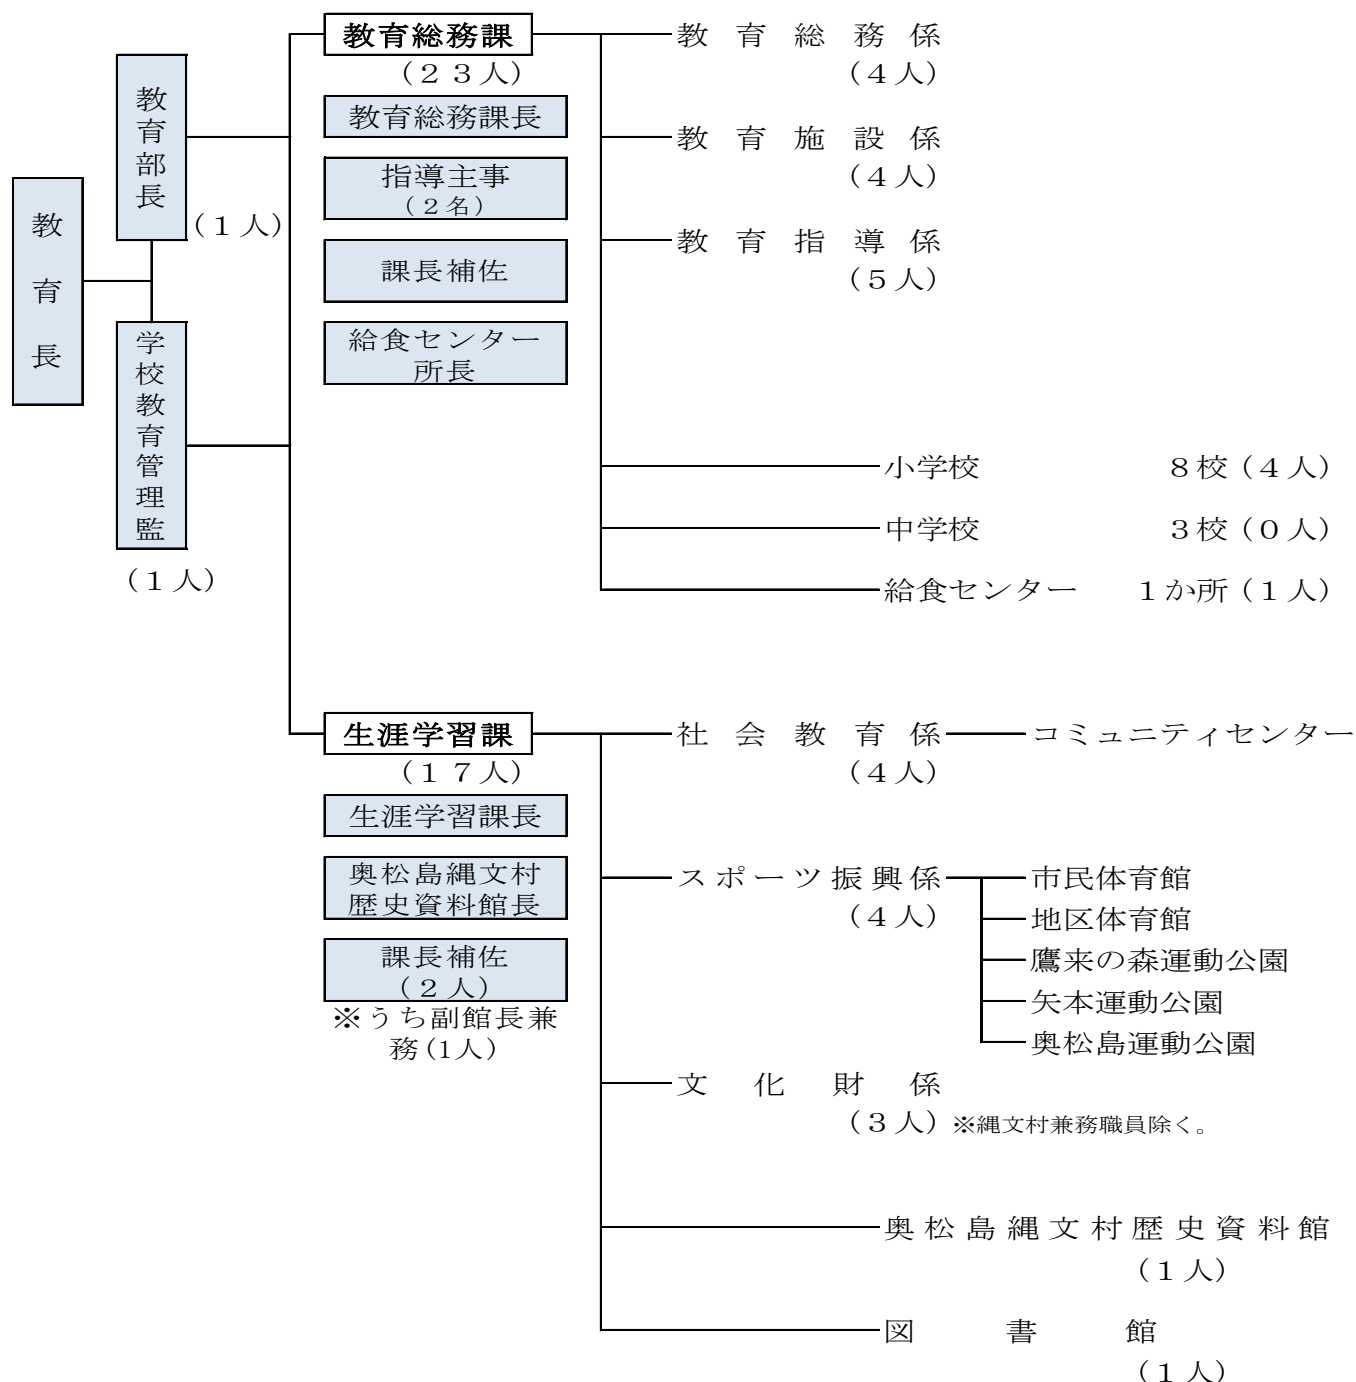 教育長
教育部長
（１人）
学校教育管理監
（１人）
教育総務課
（２３人）
教育総務課長
指導主事
（２名）
課長補佐
給食センター
所長
教育総務係
（４人）
教育施設係
（４人）
教育指導係
（５人）
小学校　８校（４人）
中学校　３校（０人）
給食センター　１か所（１人）
生涯学習課
（１７人）
生涯学習課長
奥松島縄文村
歴史資料館長
課長補佐
（２人）
※うち副館長兼
務(1人)
社会教育係
（４人）
コミュニティセンター
スポーツ振興係
（４人）
市民体育館
地区体育館
鷹来の森運動公園
矢本運動公園
奥松島運動公園
文化財係
（３人）※縄文村兼務職員除く。
奥松島縄文村歴史資料館
（１人）
図書館
（１人）